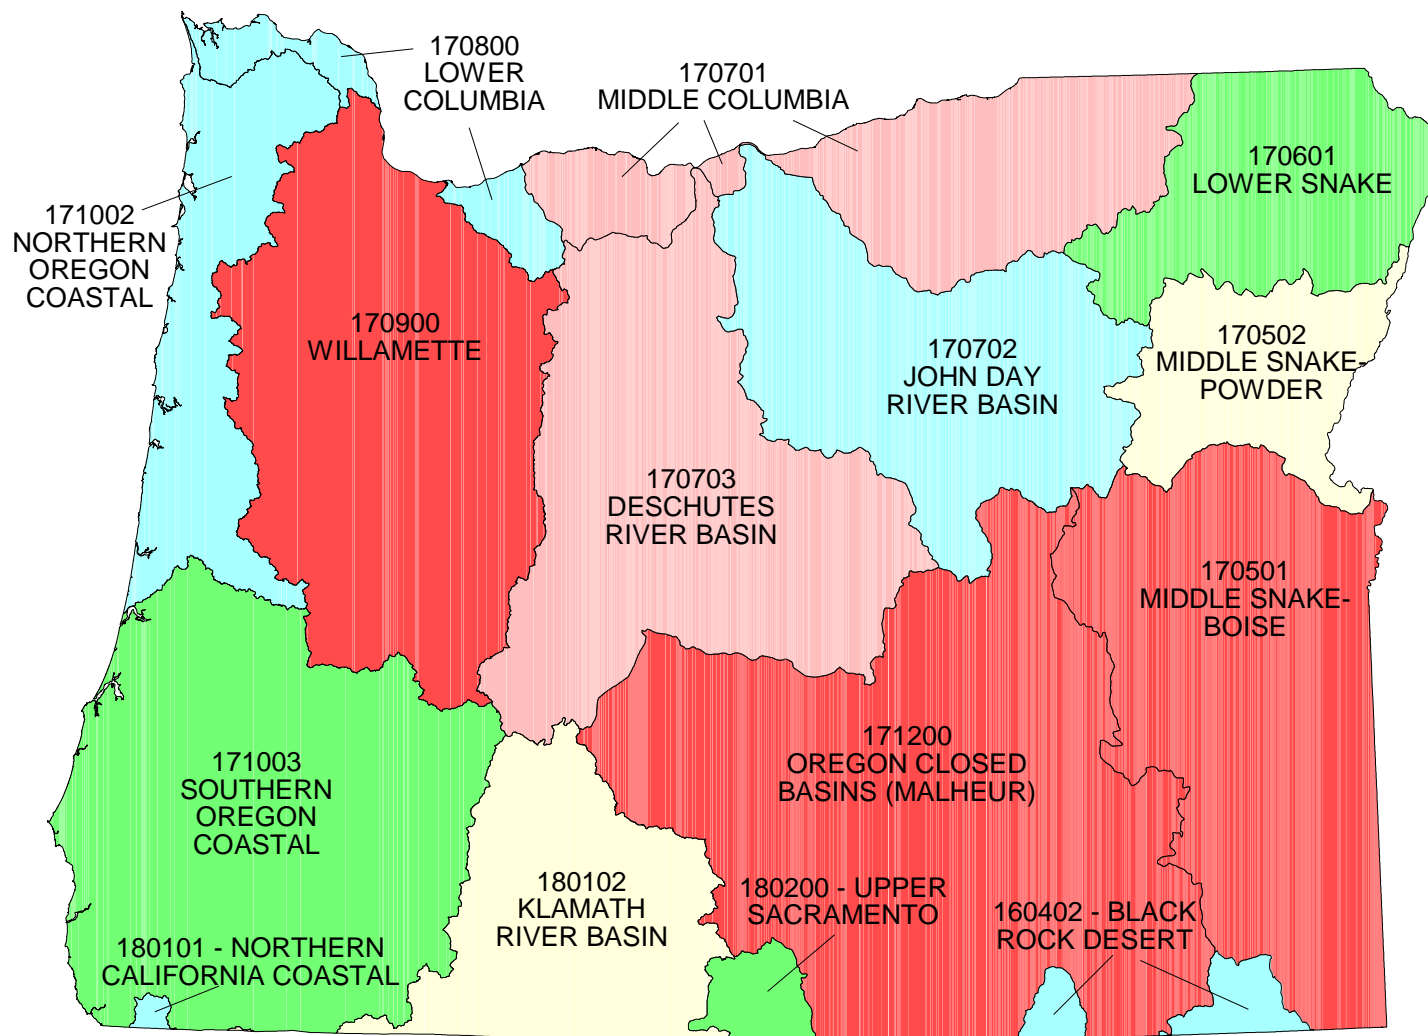 170800
LOWER
COLUMBIA
170701
MIDDLE COLUMBIA
170601
LOWER SNAKE
171002
NORTHERN
OREGON
COASTAL
170900
WILLAMETTE
170702
JOHN DAY
RIVER BASIN
170502
MIDDLE SNAKE-
POWDER
170703
DESCHUTES
RIVER BASIN
170501
MIDDLE SNAKE-
BOISE
171003
SOUTHERN
OREGON
COASTAL
171200
OREGON CLOSED
BASINS (MALHEUR)
180102
KLAMATH
RIVER BASIN
180200 - UPPER
SACRAMENTO
160402 - BLACK
ROCK DESERT
180101 - NORTHERN
CALIFORNIA COASTAL